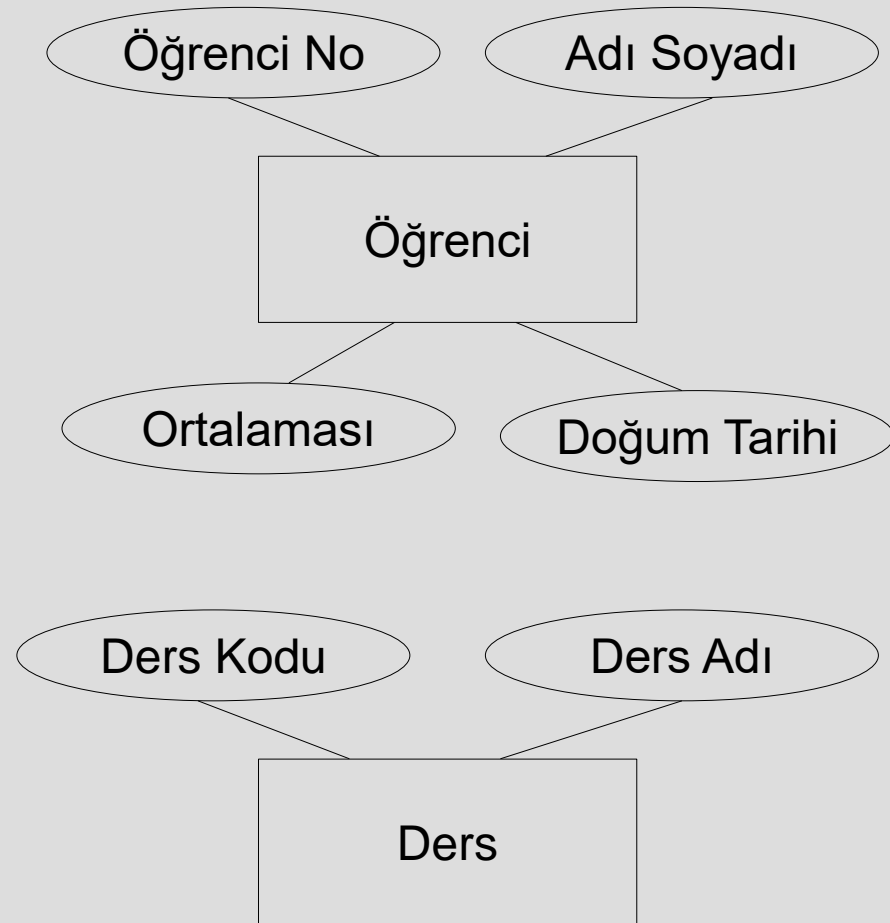 Öğrenci No
Adı Soyadı
Öğrenci
Ortalaması
Doğum Tarihi
Ders Kodu
Ders Adı
Ders